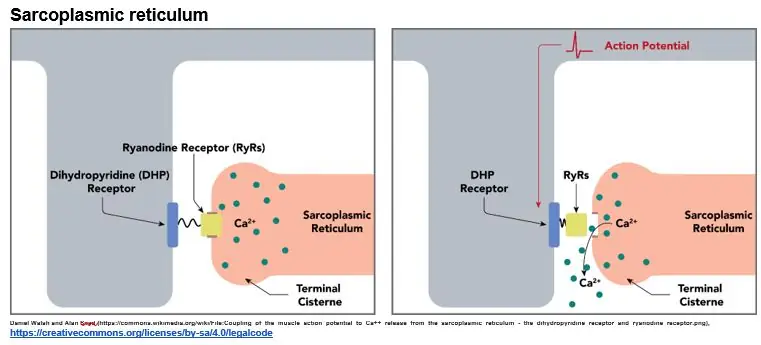 Sarcoplasmic reticulum
Ryanodine Receptor (RyRs)
Dihydropyridine (DHP)
Receptor
Ca2+
Sarcoplasmic
Reticulum
Terminal
Cisterne
Action Potential
DHP
Receptor
RyRs
Ca2+
Sarcoplasmic
Reticulum
Ca2+
Terminal
Cisterne
Daniel Walsh and Alan (https://commons.wikimedia.org/wiki/File:Coupling of the muscle action potential to Ca++ release from the sarcoplasmic reticulum - the dihydropyridine receptor and ryanodine receptor.png),
https://creativecommons.org/licenses/by-sa/4.0/legalcode